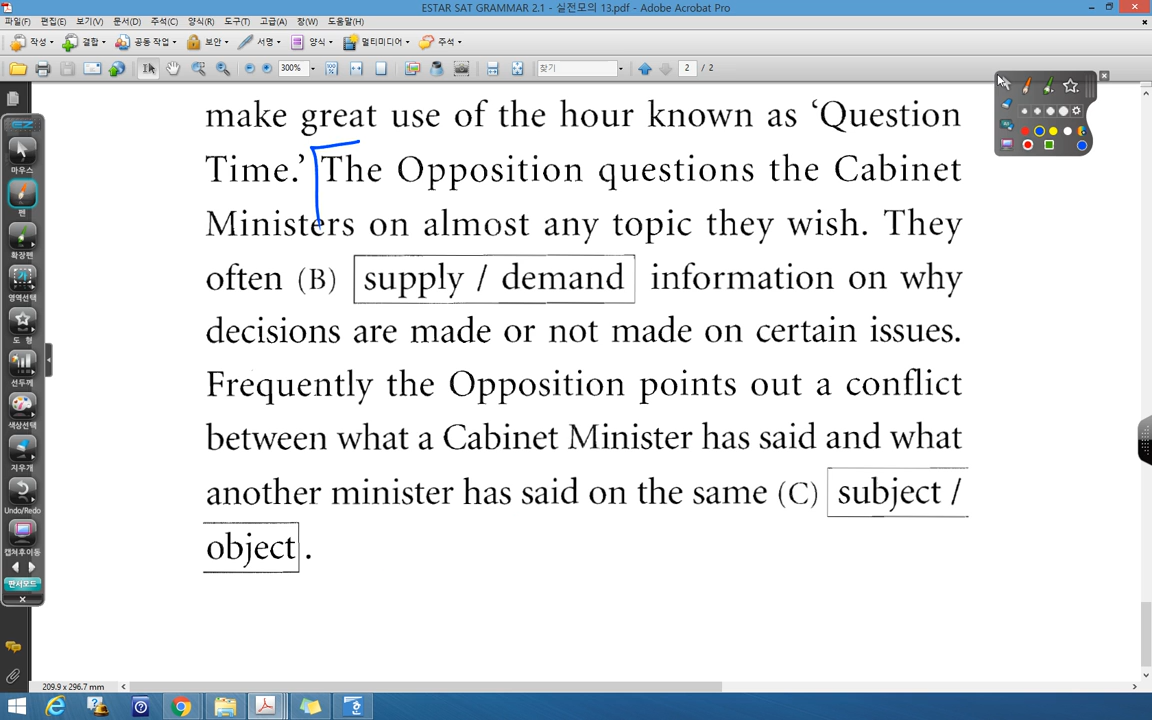 ESTAR SAT GRAMMAR 2.1 - 실전모의 13.pdf - Adobe Acrobat Pro
파일(F) 편집(E) 보기(V) 문서(D) 주석(C) 양식(R) 도구(T) 고급(A) 창(W) 도움말(H)
작성 결합 공동 작업 보안 서명 양식 멀티미디어 주석
300% 찾기 2 / 2
make great use of the hour known as ‘Question
Time.’ The Opposition questions the Cabinet
Ministers on almost any topic they wish. They
often (B) supply / demand information on why
decisions are made or not made on certain issues.
Frequently the Opposition points out a conflict
between what a Cabinet Minister has said and what
another minister has said on the same (C) subject /
object .
마우스
펜
확장펜
영역선택
도 형
선두께
색상선택
지우개
Undo/Redo
캡쳐후이동
판서모드
209.9 x 296.7 mm